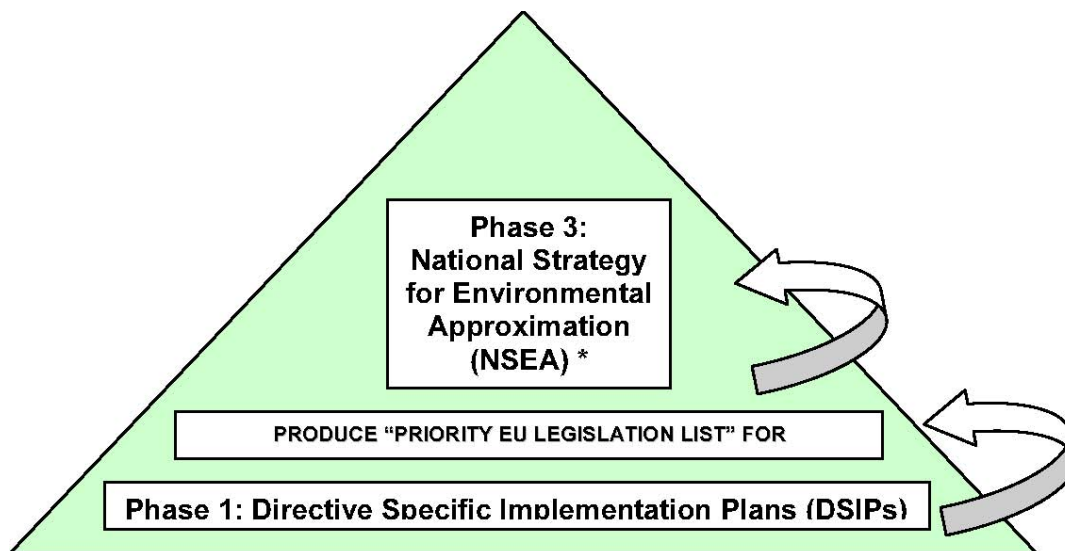 Phase 3:
National Strategy
for Environmental
Approximation
(NSEA) *
PRODUCE “PRIORITY EU LEGISLATION LIST” FOR
Phase 1: Directive Specific Implementation Plans (DSIPs)